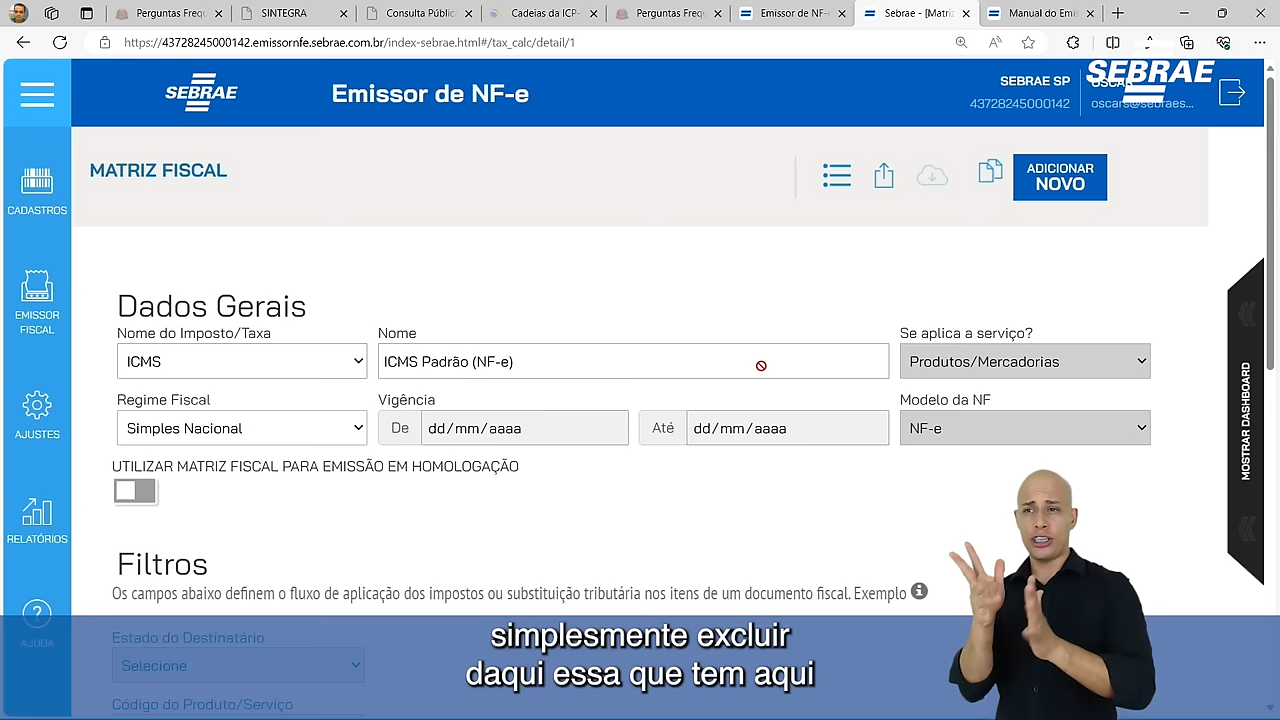 Perguntas Frequ
SINTEGRA
Consulta Públic
Cadeias da ICP-
Perguntas Frequ
Emissor de NF-
Sebrae - [Matriz
Manual do Emis
https://43728245000142.emissornfe.sebrae.com.br/index-sebrae.html#/tax_calc/detail/1
SEBRAE
Emissor de NF-e
SEBRAE SP
43728245000142
OSCAR
oscars@sebraes...
SEBRAE
CADASTROS
EMISSOR
FISCAL
AJUSTES
RELATÓRIOS
AJUDA
MATRIZ FISCAL
ADICIONAR
NOVO
Dados Gerais
Nome do Imposto/Taxa
Nome
Se aplica a serviço?
ICMS
ICMS Padrão (NF-e)
Produtos/Mercadorias
Regime Fiscal
Vigência
Modelo da NF
Simples Nacional
De
dd/mm/aaaa
Até
dd/mm/aaaa
NF-e
UTILIZAR MATRIZ FISCAL PARA EMISSÃO EM HOMOLOGAÇÃO
MOSTRAR DASHBOARD
Filtros
Os campos abaixo definem o fluxo de aplicação dos impostos ou substituição tributária nos itens de um documento fiscal. Exemplo
Estado do Destinatário
Selecione
Código do Produto/Serviço
simplesmente excluir
daqui essa que tem aqui